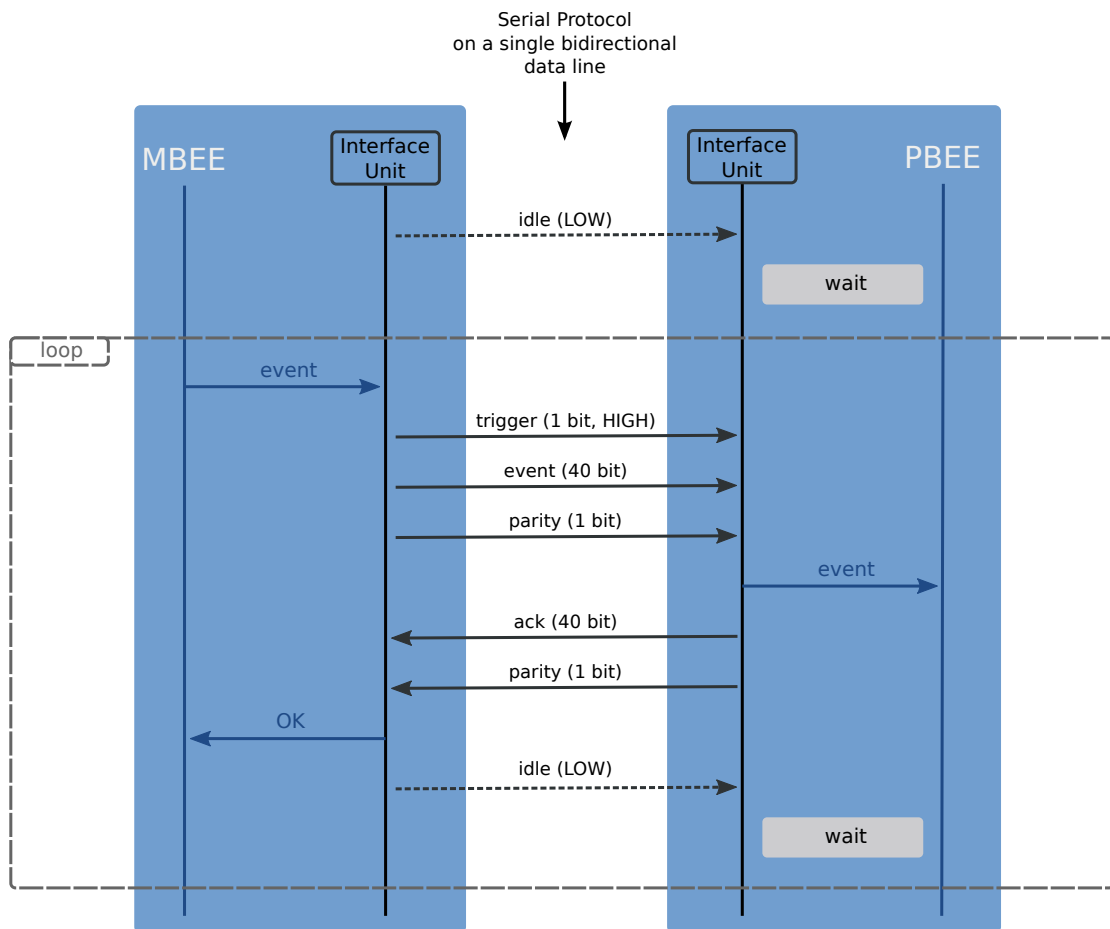 Serial Protocol
on a single bidirectional
data line
MBEE
Interface
Unit
Interface
Unit
PBEE
idle (LOW)
wait
loop
event
trigger (1 bit, HIGH)
event (40 bit)
parity (1 bit)
event
ack (40 bit)
parity (1 bit)
OK
idle (LOW)
wait